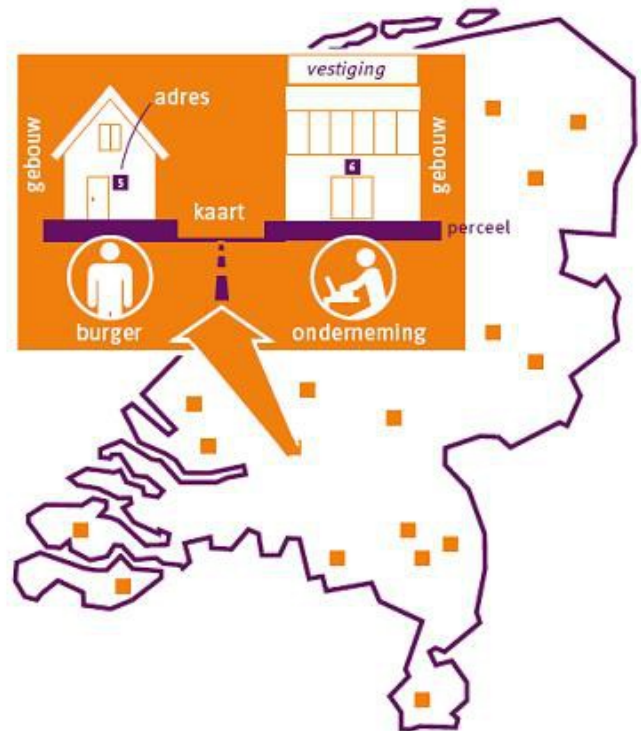 vestiging
adres
gebouw
gebouw
5
6
kaart
perceel
burger
onderneming